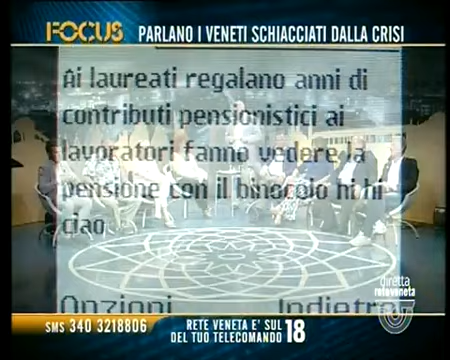 FOCUS PARLANO I VENETI SCHIACCIATI DALLA CRISI
Ai laureati regalano anni di
contributi pensionistici ai
lavoratori fanno vedere la
pensione con il binocolo hi hi
ciao
Opzioni Indietro
diretta
reteveneta
SMS 340 3218806
RETE VENETA E' SUL
DEL TUO TELECOMANDO 18